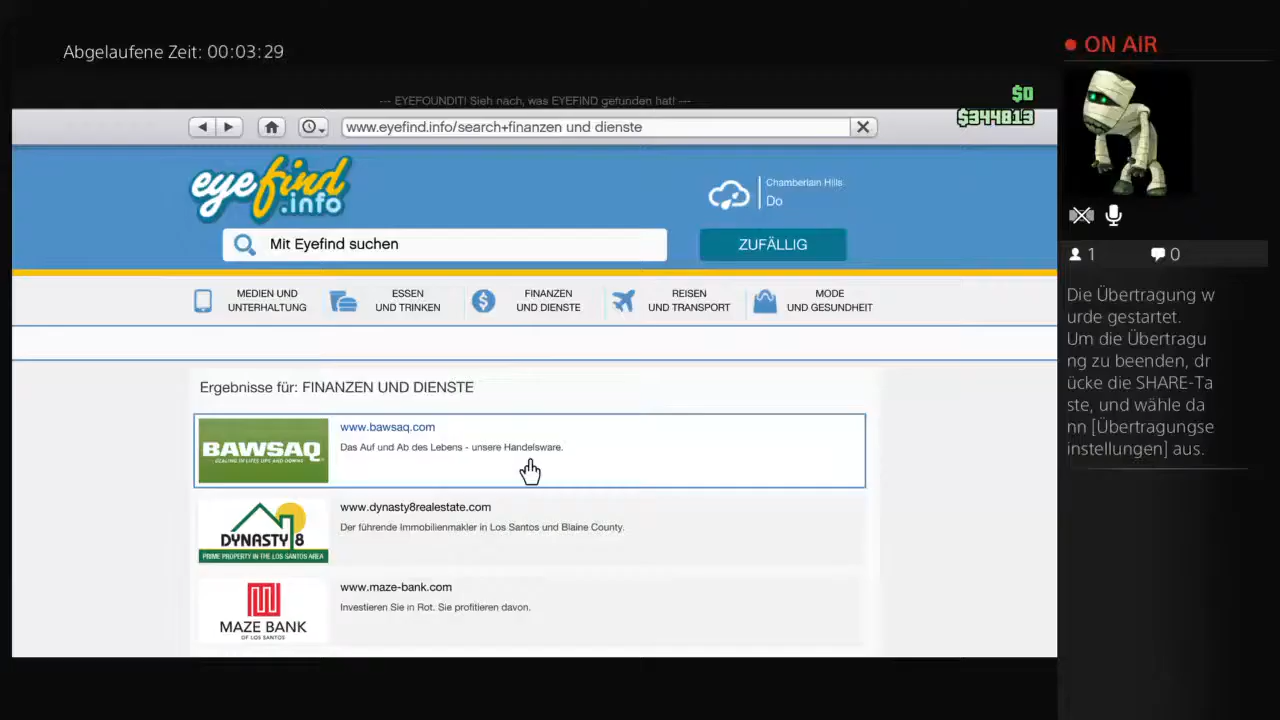 Abgelaufene Zeit: 00:03:29
ON AIR
--- EYEFOUNDIT! Sieh nach, was EYEFIND gefunden hat! ---
$0
$344813
www.eyefind.info/search+finanzen und dienste
eyefind
.info
Chamberlain Hills
Do
Mit Eyefind suchen
ZUFÄLLIG
MEDIEN UND
UNTERHALTUNG
ESSEN
UND TRINKEN
FINANZEN
UND DIENSTE
REISEN
UND TRANSPORT
MODE
UND GESUNDHEIT
Ergebnisse für: FINANZEN UND DIENSTE
BAWSAQ
DEALING IN LIFE'S UPS AND DOWNS
www.bawsaq.com
Das Auf und Ab des Lebens - unsere Handelsware.
DYNASTY 8
PRIME PROPERTY IN THE LOS SANTOS AREA
www.dynasty8realestate.com
Der führende Immobilienmakler in Los Santos und Blaine County.
MAZE BANK
OF LOS SANTOS
www.maze-bank.com
Investieren Sie in Rot. Sie profitieren davon.
1
0
Die Übertragung w
urde gestartet.
Um die Übertragu
ng zu beenden, dr
ücke die SHARE-Ta
ste, und wähle da
nn [Übertragungse
instellungen] aus.